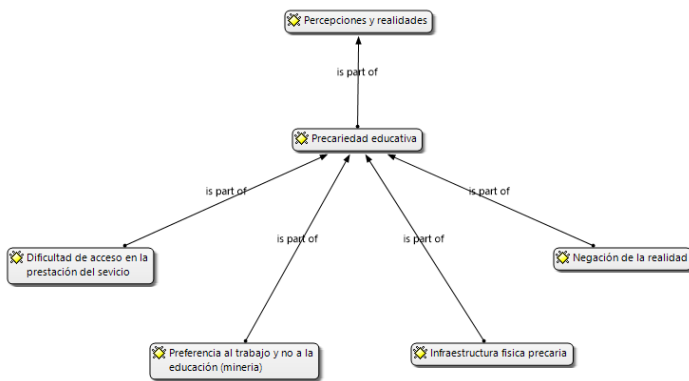 Percepciones y realidades
is part of
Precariedad educativa
is part of
is part of
is part of
is part of
Dificultad de acceso en la
prestación del sevicio
Negación de la realidad
Preferencia al trabajo y no a la
educación (mineria)
Infraestructura fisica precaria